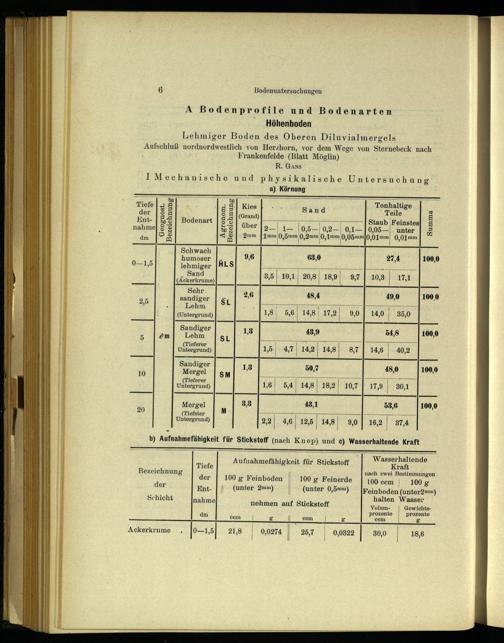 6 Bodenuntersuchungen
A Bodenprofile und Bodenarten
Höhenboden
Lehmiger Boden des Oberen Diluvialmergels
Aufschluß nordnordwestlich von Herzhorn, vor dem Wege von Sternebeck nach
Frankenfelde (Blatt Möglin)
R. Gans
I Mechanische und physikalische Untersuchung
a) Körnung
Tiefe der Ent- nahme dm | Geognost. Bezeichnung | Bodenart | Agronom. Bezeichnung | Kies (Grand) über 2mm | Sand | Tonhaltige Teile | Summa
2— 1mm | 1— 0,5mm | 0,5— 0,2mm | 0,2— 0,1mm | 0,1— 0,05mm | Staub 0,05— 0,01mm | Feinstes unter 0,01mm
0—1,5 | Schwach humoser lehmiger Sand (Ackerkrume) | HLS | 9,6 | 63,0 | 27,4 | 100,0
3,5 | 10,1 | 20,8 | 18,9 | 9,7 | 10,3 | 17,1
2,5 | Sehr sandiger Lehm (Untergrund) | SL | 2,6 | 48,4 | 49,0 | 100,0
1,8 | 5,6 | 14,8 | 17,2 | 9,0 | 14,0 | 35,0
5 | ∂m | Sandiger Lehm (Tieferer Untergrund) | SL | 1,3 | 43,9 | 54,8 | 100,0
1,5 | 4,7 | 14,2 | 14,8 | 8,7 | 14,6 | 40,2
10 | Sandiger Mergel (Tieferer Untergrund) | SM | 1,3 | 50,7 | 48,0 | 100,0
1,6 | 5,4 | 14,8 | 18,2 | 10,7 | 17,9 | 30,1
20 | Mergel (Tiefster Untergrund) | M | 3,3 | 43,1 | 53,6 | 100,0
2,2 | 4,6 | 12,5 | 14,8 | 9,0 | 16,2 | 37,4
b) Aufnahmefähigkeit für Stickstoff (nach Knop) und c) Wasserhaltende Kraft
Bezeichnung der Schicht | Tiefe der Ent- nahme dm | Aufnahmefähigkeit für Stickstoff | Wasserhaltende Kraft
nach zwei Bestimmungen
100 g Feinboden (unter 2mm) | 100 g Feinerde (unter 0,5mm) | 100 ccm | 100 g
Feinboden (unter 2mm) halten Wasser
nehmen auf Stickstoff
ccm | g | ccm | g | Volum- prozente ccm | Gewichts- prozente g
Ackerkrume . | 0—1,5 | 21,8 | 0,0274 | 25,7 | 0,0322 | 30,0 | 18,6